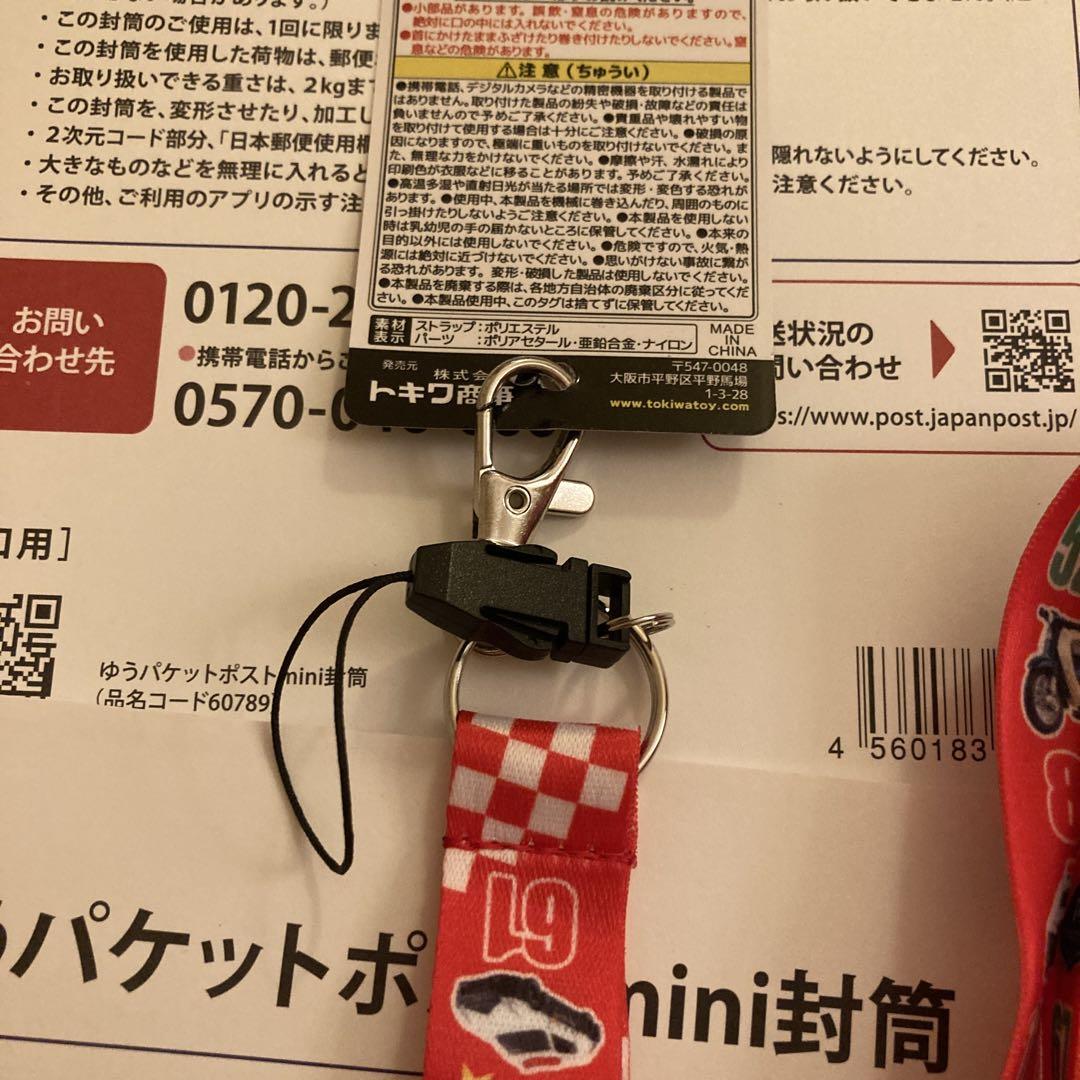 ・この封筒のご使用は、1回に限りま
・この封筒を使用した荷物は、郵便
・お取り扱いできる重さは、2kgま
・この封筒を、変形させたり、加工し
・2次元コード部分、「日本郵便使用欄
隠れないようにしてください。
・大きなものなどを無理に入れると
注意ください。
・その他、ご利用のアプリの示す注
●小部品があります。誤飲・窒息の危険がありますので、
絶対に口の中には入れないでください。
●首にかけたままふざけたり巻き付けたりしないでください。窒
息などの危険があります。
⚠注意(ちゅうい)
●携帯電話、デジタルカメラなどの精密機器を取り付ける製品で
はありません。取り付けた製品の紛失や破損・故障などの責任は
負いませんので予めご了承ください。●貴重品や壊れやすい物
を取り付けて使用する場合は十分にご注意ください。●破損の原
因になりますので、極端に重いものを取り付けないでください。ま
た、無理な力をかけないでください。●摩擦や汗、水濡れにより
印刷色が衣服などに移ることがあります。予めご了承ください。
●高温多湿や直射日光が当たる場所では変形・変色する恐れが
あります。●使用中、本製品を機械に巻き込んだり、周囲のものに
引っ掛けたりしないようご注意ください。●本製品を使用しない
時は乳幼児の手の届かないところに保管してください。●本来の
目的以外には使用しないでください。●危険ですので、火気・熱
源には絶対に近づけないでください。●思いがけない事故に繋が
る恐れがあります。変形・破損した製品は使用しないでください。
●本製品を廃棄する際は、各地方自治体の廃棄区分に従ってくだ
さい。●本製品使用中、このタグは捨てずに保管してください。
素材表示
ストラップ:ポリエステル
パーツ:ポリアセタール・亜鉛合金・ナイロン
MADE
IN
CHINA
発売元
株式会
トキワ商事
〒547-0048
大阪市平野区平野馬場
1-3-28
www.tokiwatoy.com
お問い
合わせ先
0120-2
●携帯電話からご
0570-0
送状況の
問い合わせ
s://www.post.japanpost.jp/
口用]
ゆうパケットポストmini封筒
(品名コード60789
4 560183
61
8
うパケットポ
mini封筒